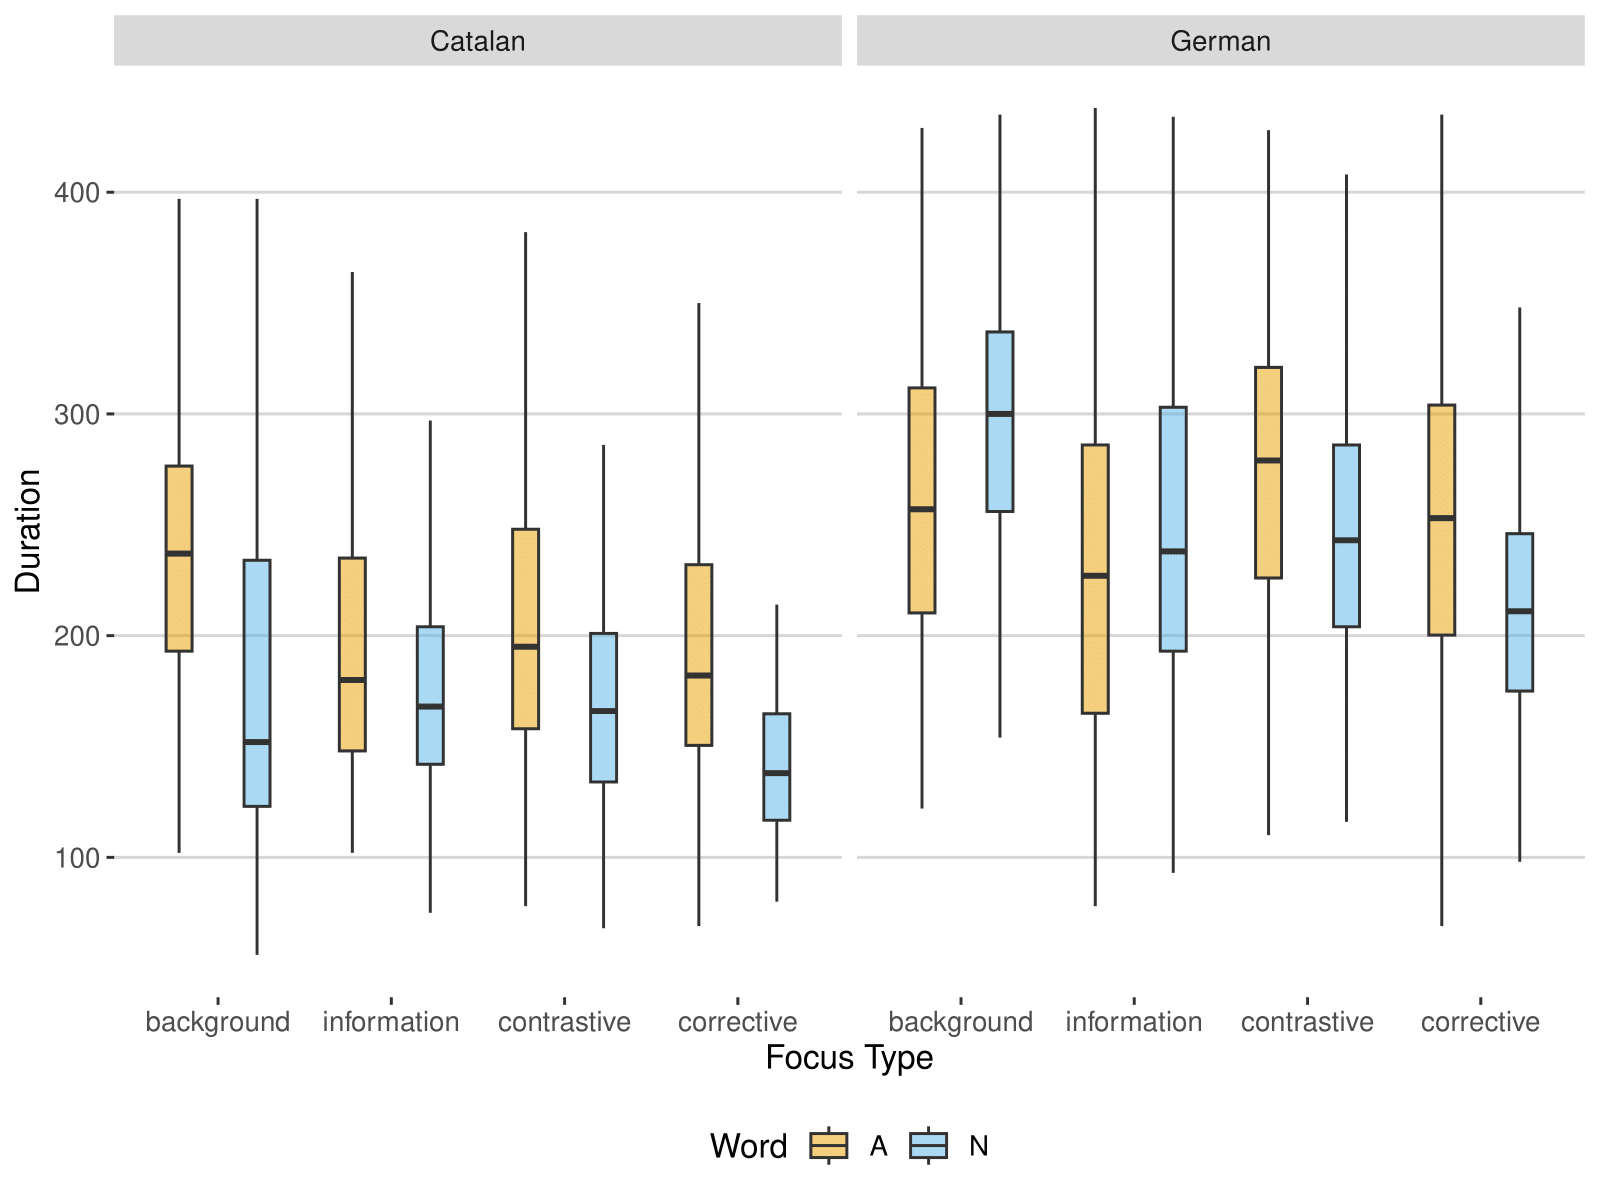 Catalan
German
Duration
400
300
200
100
background information contrastive corrective
background information contrastive corrective
Focus Type
Word A N